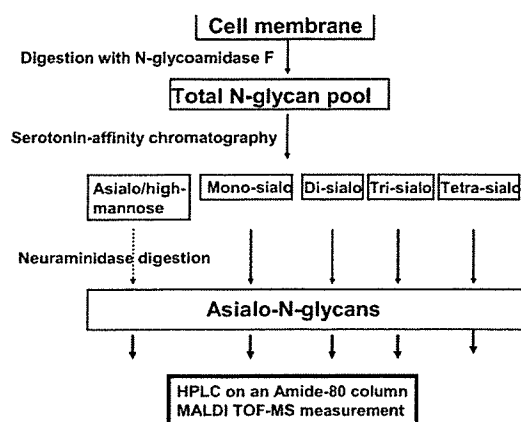 Cell membrane
Digestion with N-glycoamidase F
Total N-glycan pool
Serotonin-affinity chromatography
Asialo/high-
mannose
Mono-sialo
Di-sialo
Tri-sialo
Tetra-sialo
Neuraminidase digestion
Asialo-N-glycans
HPLC on an Amide-80 column
MALDI TOF-MS measurement